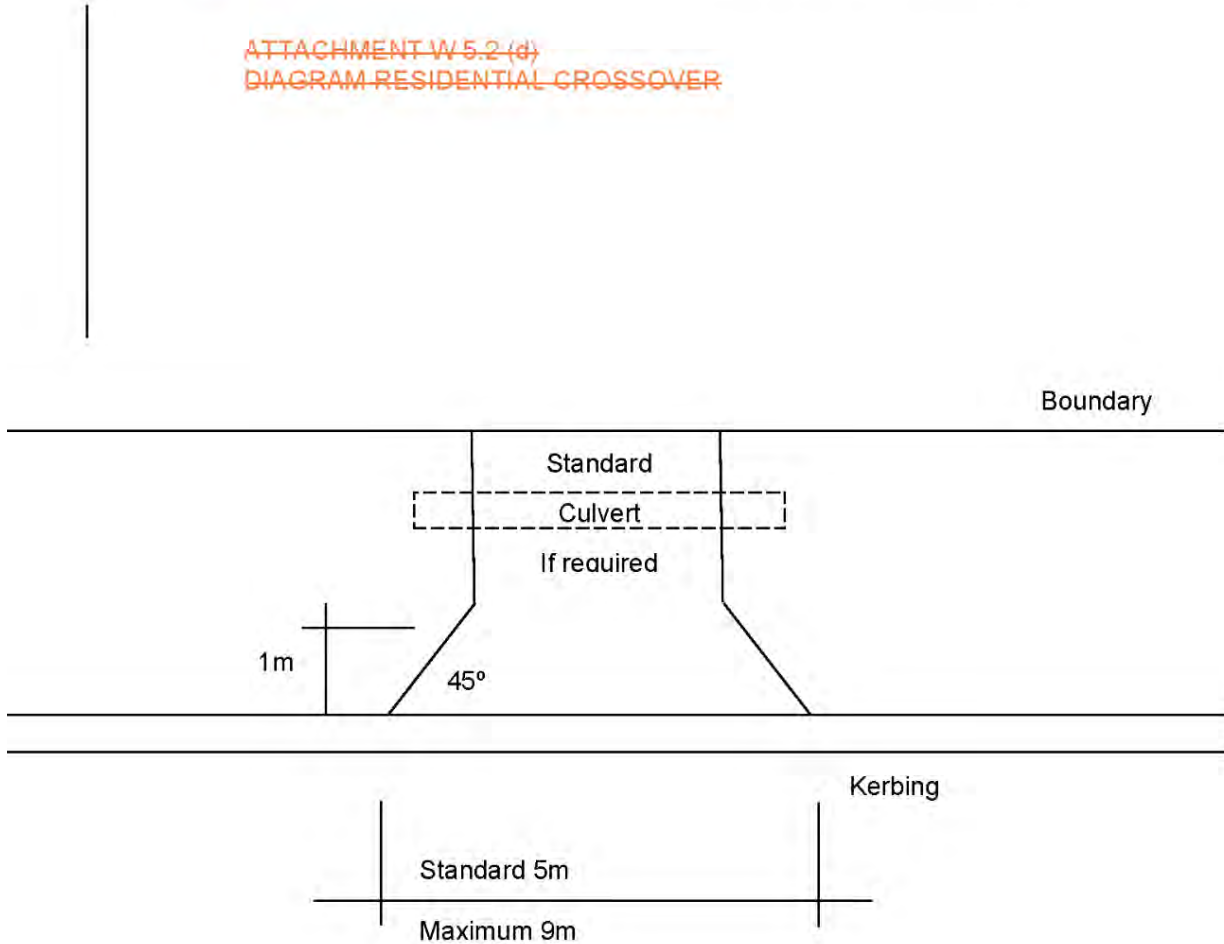 ATTACHMENT W 5.2 (d)
DIAGRAM RESIDENTIAL CROSSOVER
Boundary
Standard
Culvert
If required
1m
45º
Kerbing
Standard 5m
Maximum 9m